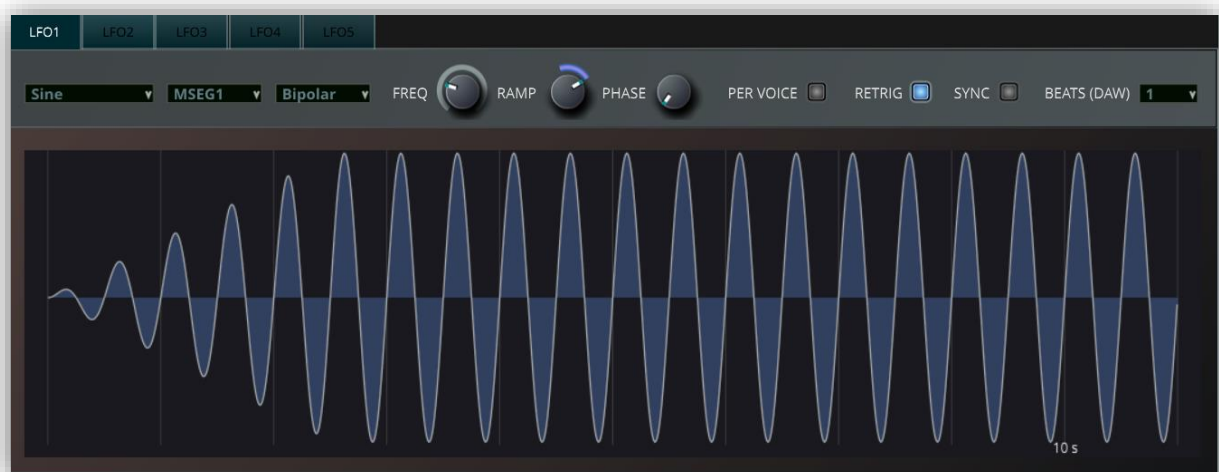 LFO1 LFO2 LFO3 LFO4 LFO5
Sine MSEG1 Bipolar FREQ RAMP PHASE PER VOICE RETRIG SYNC BEATS (DAW) 1
10 s